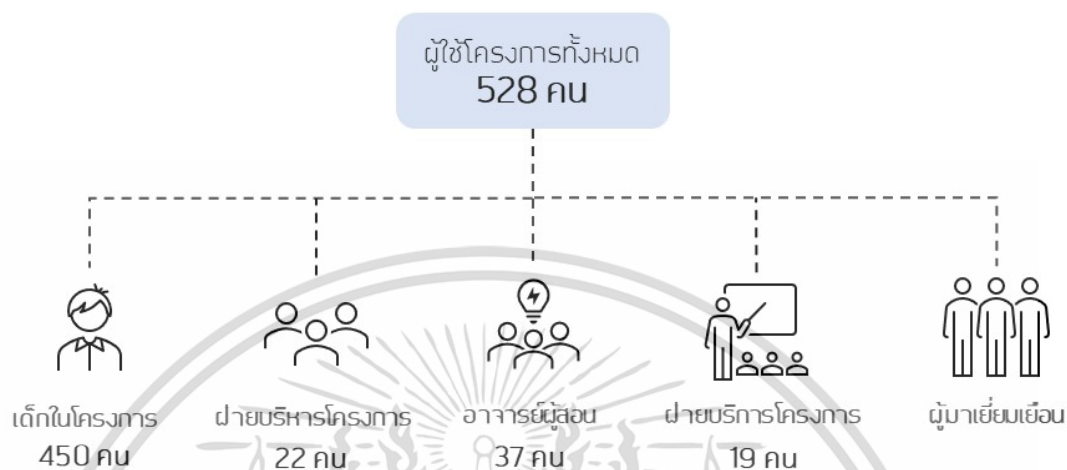 ผู้ใช้โครงการทั้งหมด
528 คน
เด็กในโครงการ
450 คน
ฝ่ายบริหารโครงการ
22 คน
อาจารย์ผู้สอน
37 คน
ฝ่ายบริการโครงการ
19 คน
ผู้มาเยี่ยมเยือน